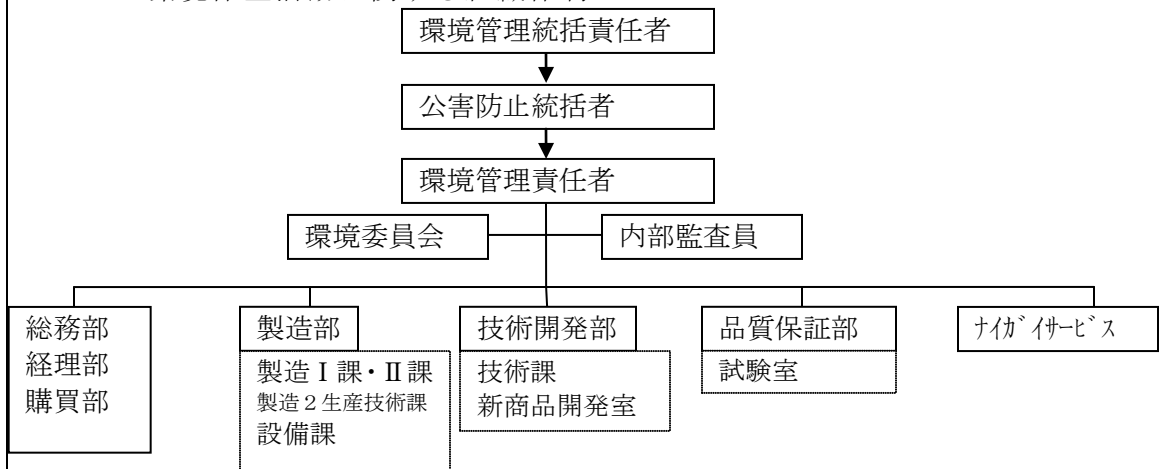 環境管理統括責任者
公害防止統括者
環境管理責任者
環境委員会
内部監査員
総務部
経理部
購買部
製造部
製造Ⅰ課・Ⅱ課
製造2生産技術課
設備課
技術開発部
技術課
新商品開発室
品質保証部
試験室
ﾅｲｶﾞｲｻｰﾋﾞｽ